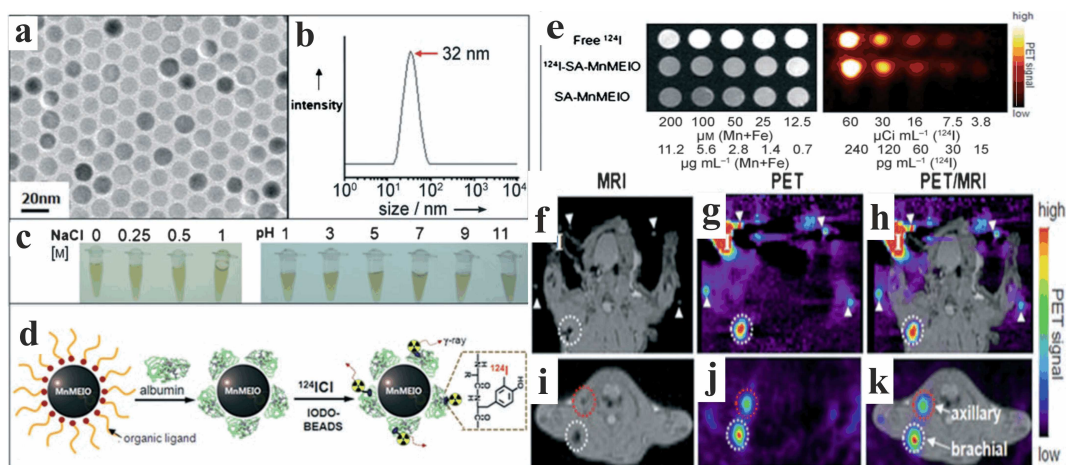 a
20nm
b
32 nm
intensity
10⁰ 10¹ 10² 10³ 10⁴
size / nm
c
NaCl 0 0.25 0.5 1
[M]
pH 1 3 5 7 9 11
d
MnMEIO
albumin
organic ligand
MnMEIO
¹²⁴ICl
IODO-
BEADS
MnMEIO
γ-ray
¹²⁴I
HO
e
Free ¹²⁴I
¹²⁴I-SA-MnMEIO
SA-MnMEIO
200 100 50 25 12.5
μM (Mn+Fe)
11.2 5.6 2.8 1.4 0.7
μg mL⁻¹ (Mn+Fe)
60 30 16 7.5 3.8
μCi mL⁻¹ (¹²⁴I)
240 120 60 30 15
pg mL⁻¹ (¹²⁴I)
high
PET signal
low
MRI
PET
PET/MRI
f
I
g
I
h
I
i
j
k
axillary
brachial
high
PET signal
low